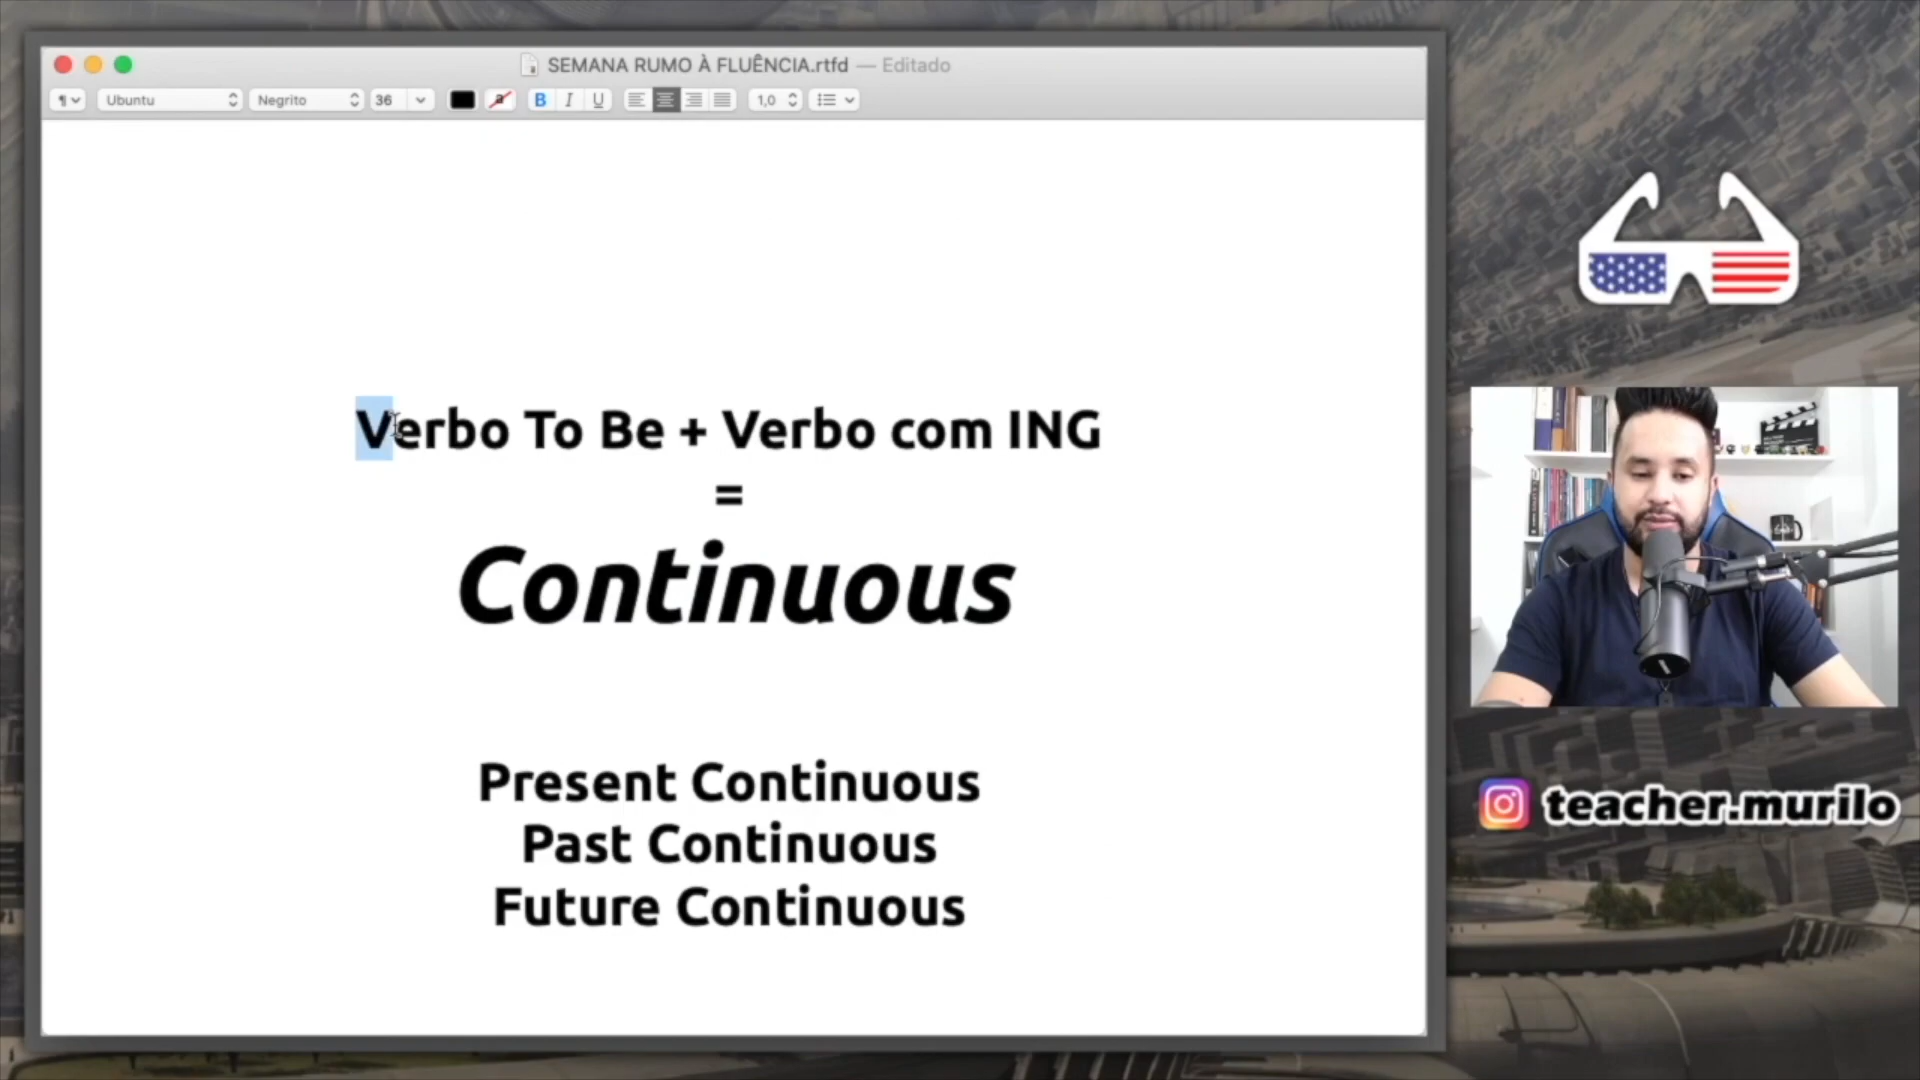 SEMANA RUMO À FLUÊNCIA.rtfd — Editado
Ubuntu Negrito 36 B I U 1,0
Verbo To Be + Verbo com ING
=
Continuous
Present Continuous
Past Continuous
Future Continuous
teacher.murilo